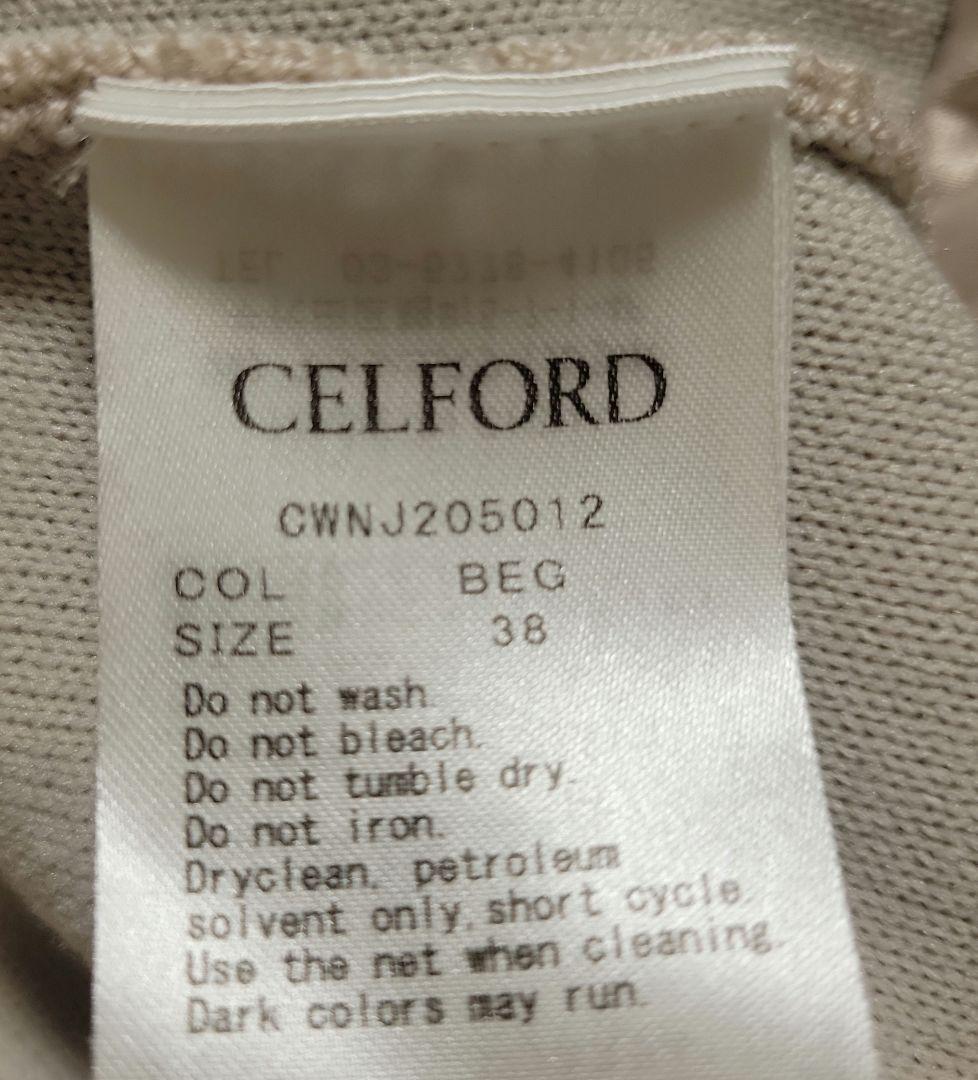 CELFORD
CWNJ205012
COL BEG
SIZE 38
Do not wash.
Do not bleach.
Do not tumble dry.
Do not iron.
Dryclean. petroleum
solvent only, short cycle.
Use the net when cleaning.
Dark colors may run.